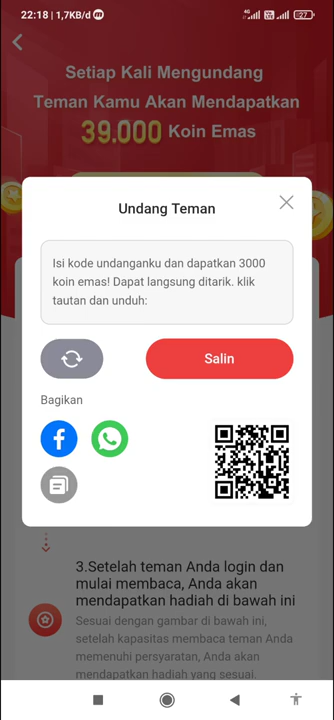 22:18 | 1,7KB/d m
4G 27
Setiap Kali Mengundang
Teman Kamu Akan Mendapatkan
39.000 Koin Emas
Undang Teman
Isi kode undanganku dan dapatkan 3000
koin emas! Dapat langsung ditarik. klik
tautan dan unduh:
Salin
Bagikan
3.Setelah teman Anda login dan
mulai membaca, Anda akan
mendapatkan hadiah di bawah ini
Sesuai dengan gambar di bawah ini,
setelah kapasitas membaca teman Anda
memenuhi persyaratan, Anda akan
mendapatkan hadiah yang sesuai.